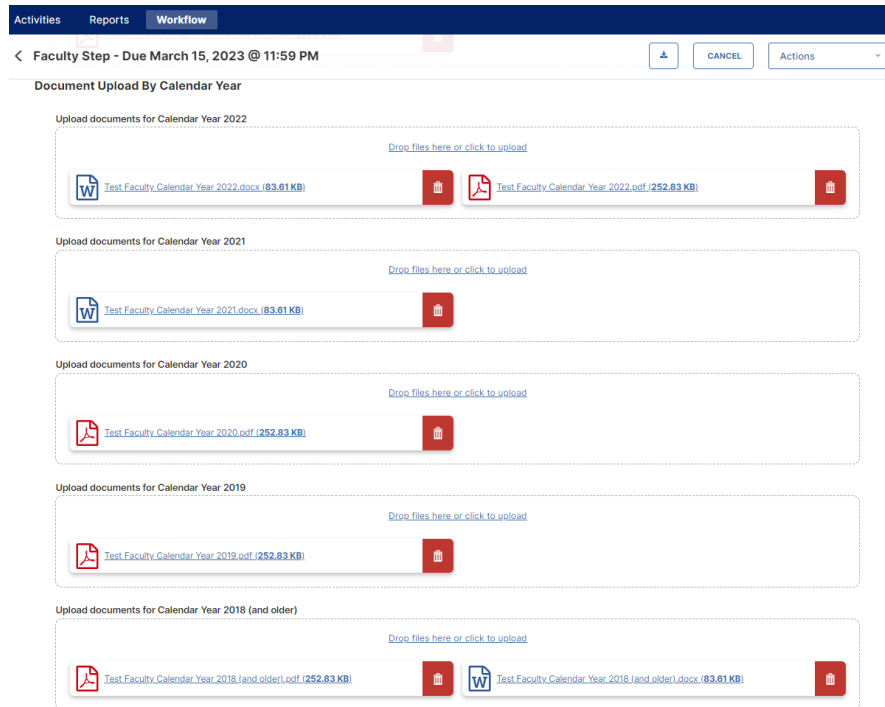 Activities Reports Workflow
Faculty Step - Due March 15, 2023 @ 11:59 PM CANCEL Actions
Document Upload By Calendar Year
Upload documents for Calendar Year 2022
Drop files here or click to upload
Test Faculty Calendar Year 2022.docx (83.61 KB) Test Faculty Calendar Year 2022.pdf (252.83 KB)
Upload documents for Calendar Year 2021
Drop files here or click to upload
Test Faculty Calendar Year 2021.docx (83.61 KB)
Upload documents for Calendar Year 2020
Drop files here or click to upload
Test Faculty Calendar Year 2020.pdf (252.83 KB)
Upload documents for Calendar Year 2019
Drop files here or click to upload
Test Faculty Calendar Year 2019.pdf (252.83 KB)
Upload documents for Calendar Year 2018 (and older)
Drop files here or click to upload
Test Faculty Calendar Year 2018 (and older).pdf (252.83 KB) Test Faculty Calendar Year 2018 (and older).docx (83.61 KB)